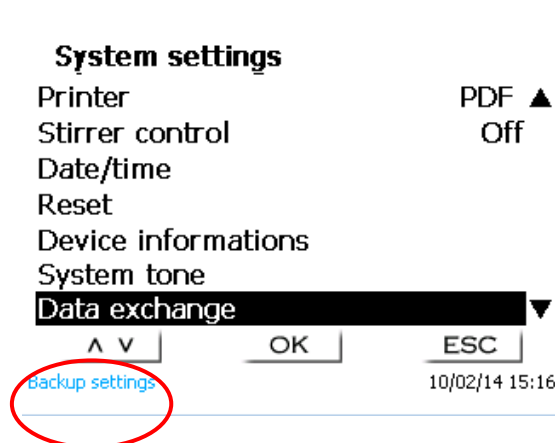 System settings
Printer PDF ▲
Stirrer control Off
Date/time
Reset
Device informations
System tone
Data exchange ▼
∧ ∨ OK ESC
Backup settings 10/02/14 15:16